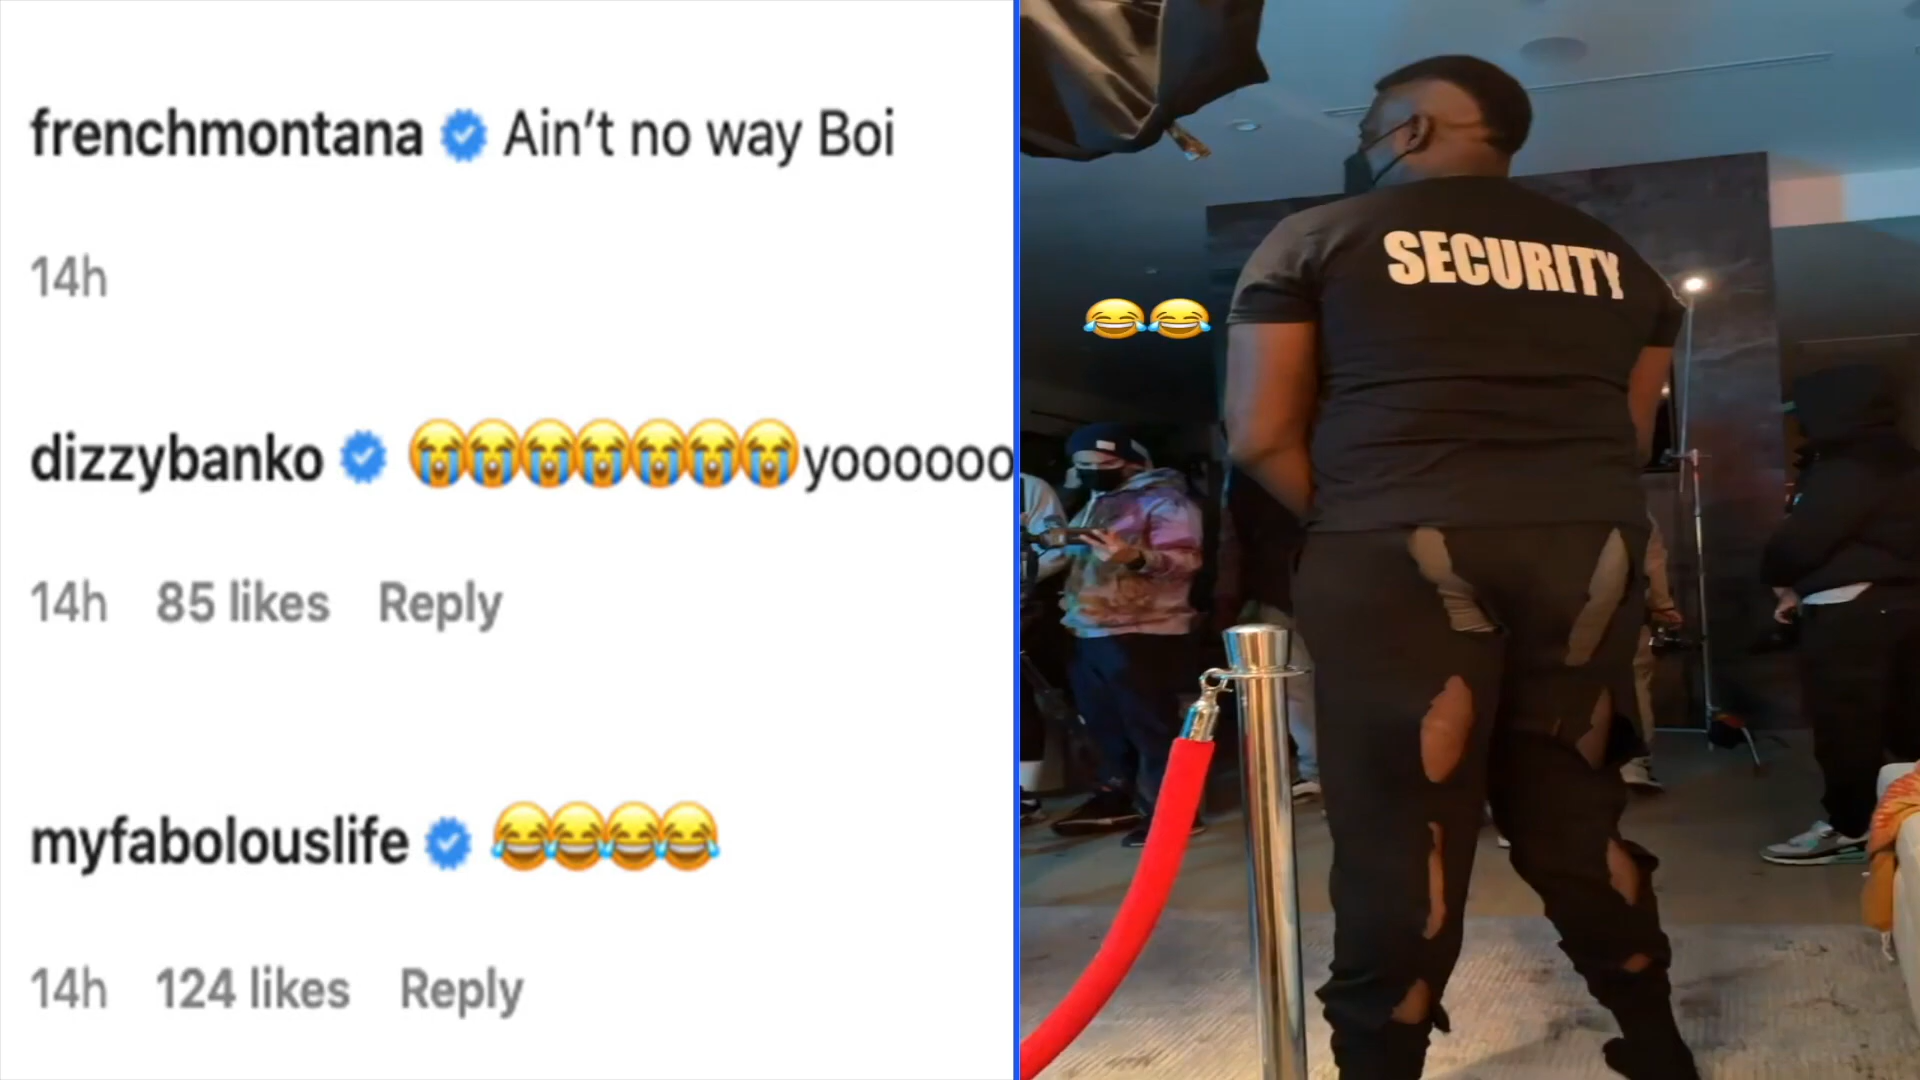 frenchmontana Ain’t no way Boi
14h
dizzybanko 😭😭😭😭😭😭😭yoooooo
14h 85 likes Reply
myfabolouslife 😂😂😂😂
14h 124 likes Reply
SECURITY
😂😂